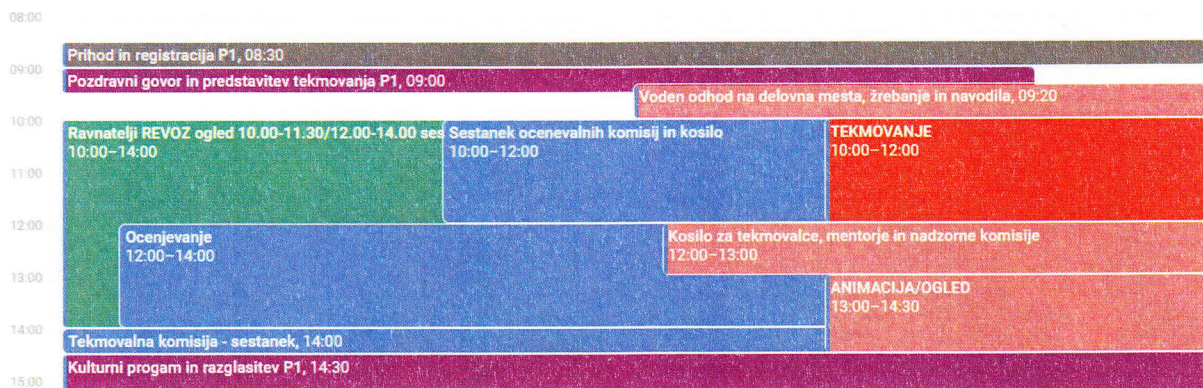 08:00
Prihod in registracija P1, 08:30
09:00
Pozdravni govor in predstavitev tekmovanja P1, 09:00
Voden odhod na delovna mesta, žrebanje in navodila, 09:20
10:00
Ravnatelji REVOZ ogled 10.00-11.30/12.00-14.00 ses
10:00–14:00
Sestanek ocenevalnih komisij in kosilo
10:00–12:00
TEKMOVANJE
10:00–12:00
11:00
12:00
Ocenjevanje
12:00–14:00
Kosilo za tekmovalce, mentorje in nadzorne komisije
12:00–13:00
13:00
ANIMACIJA/OGLED
13:00–14:30
14:00
Tekmovalna komisija - sestanek, 14:00
Kulturni progam in razglasitev P1, 14:30
15:00